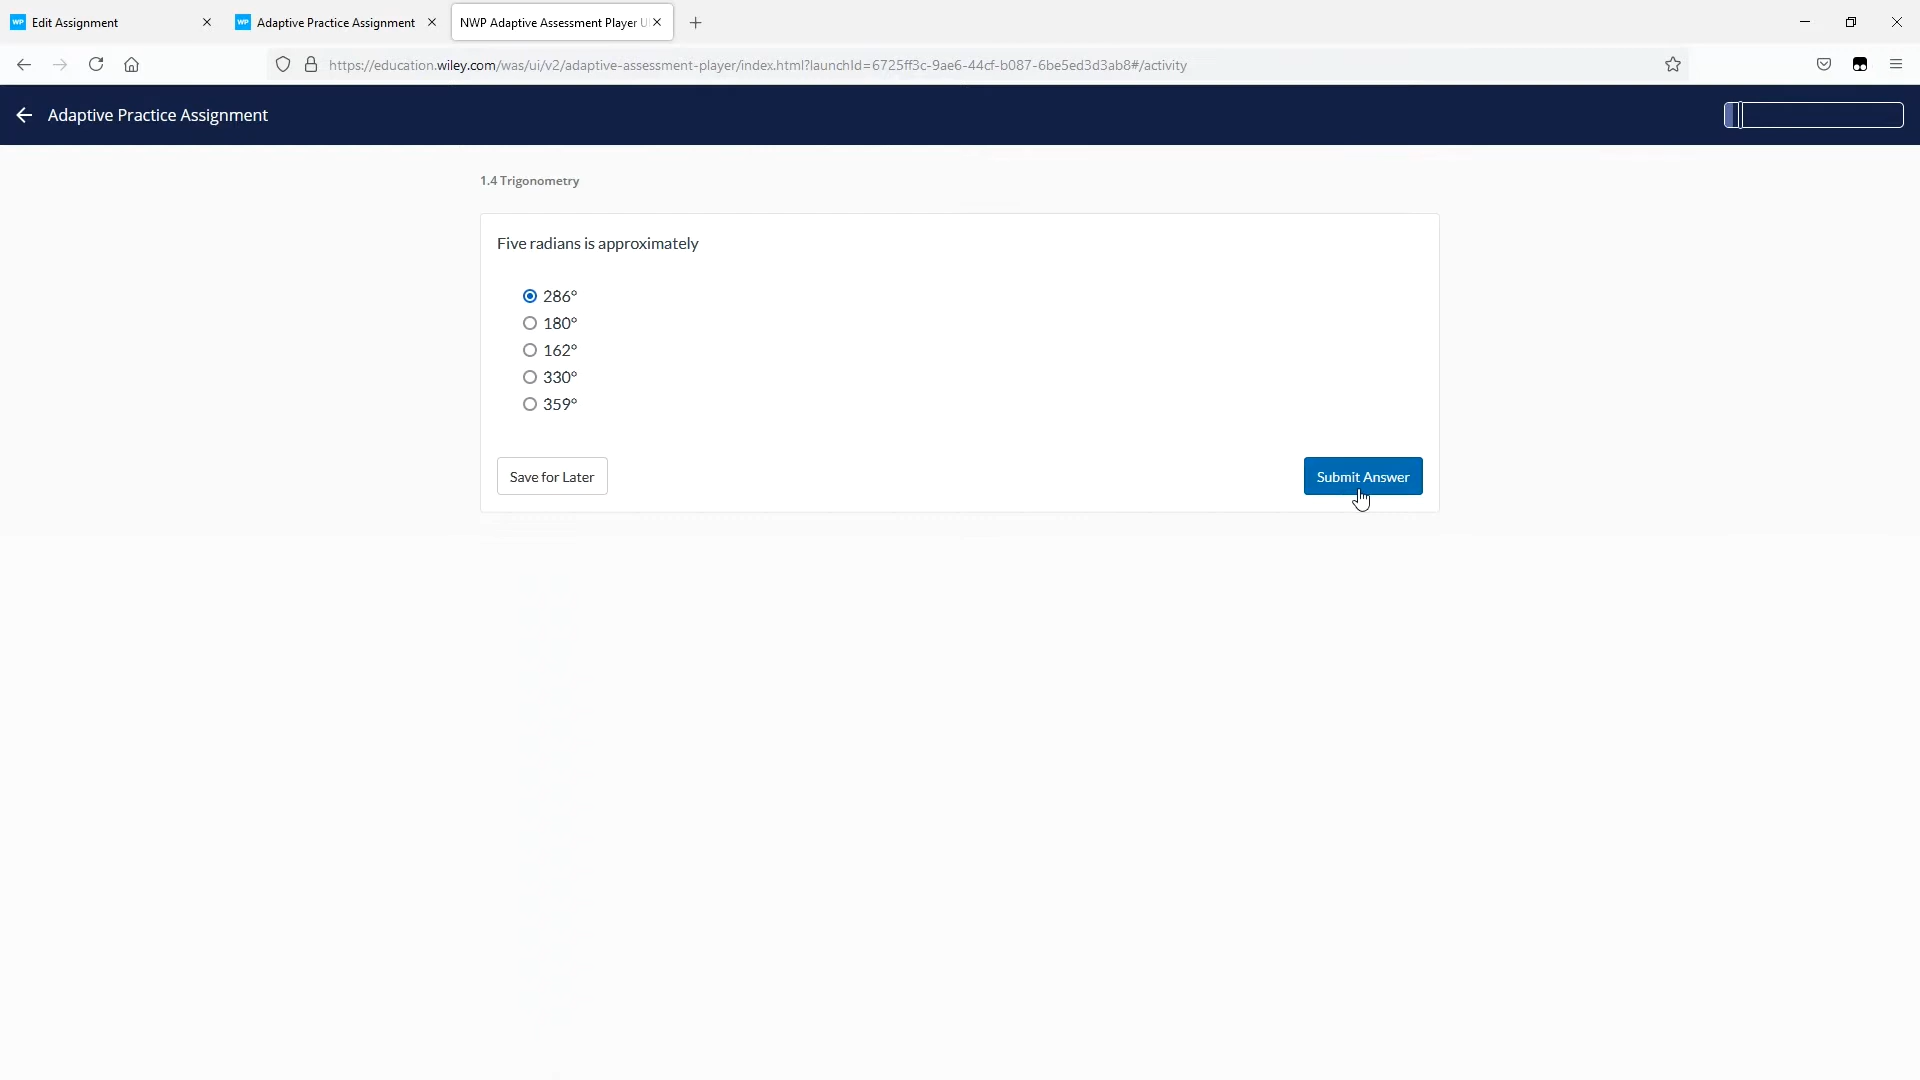 WP Edit Assignment
WP Adaptive Practice Assignment
NWP Adaptive Assessment Player U
https://education.wiley.com/was/ui/v2/adaptive-assessment-player/index.html?launchId=6725ff3c-9ae6-44cf-b087-6be5ed3d3ab8#/activity
Adaptive Practice Assignment
1.4 Trigonometry
Five radians is approximately
286°
180°
162°
330°
359°
Save for Later
Submit Answer